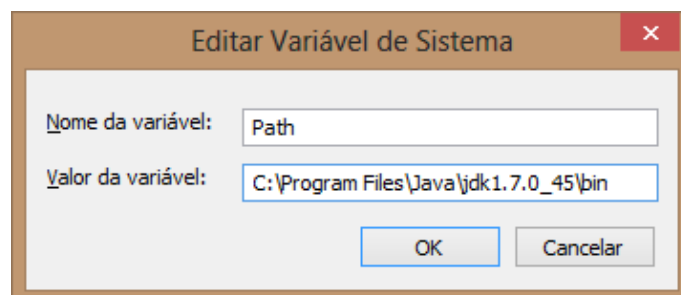 Editar Variável de Sistema
Nome da variável: Path
Valor da variável: C:\Program Files\Java\jdk1.7.0_45\bin
OK Cancelar